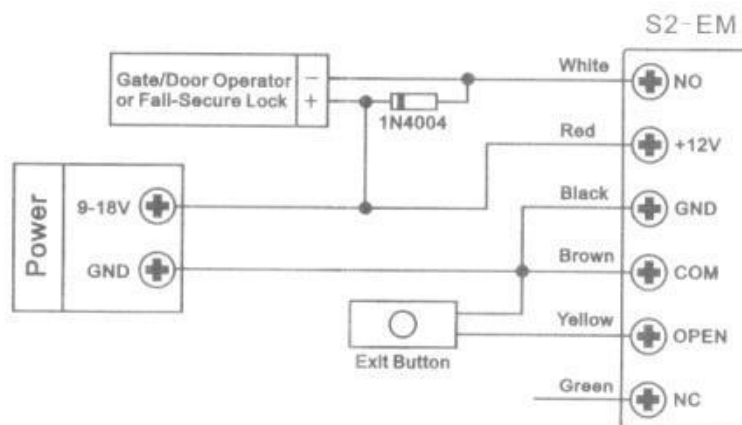 S2-EM
Gate/Door Operator
or Fall-Secure Lock
−
+
1N4004
White
NO
Red
+12V
Power
9-18V
GND
Black
GND
Brown
COM
Exit Button
Yellow
OPEN
Green
NC